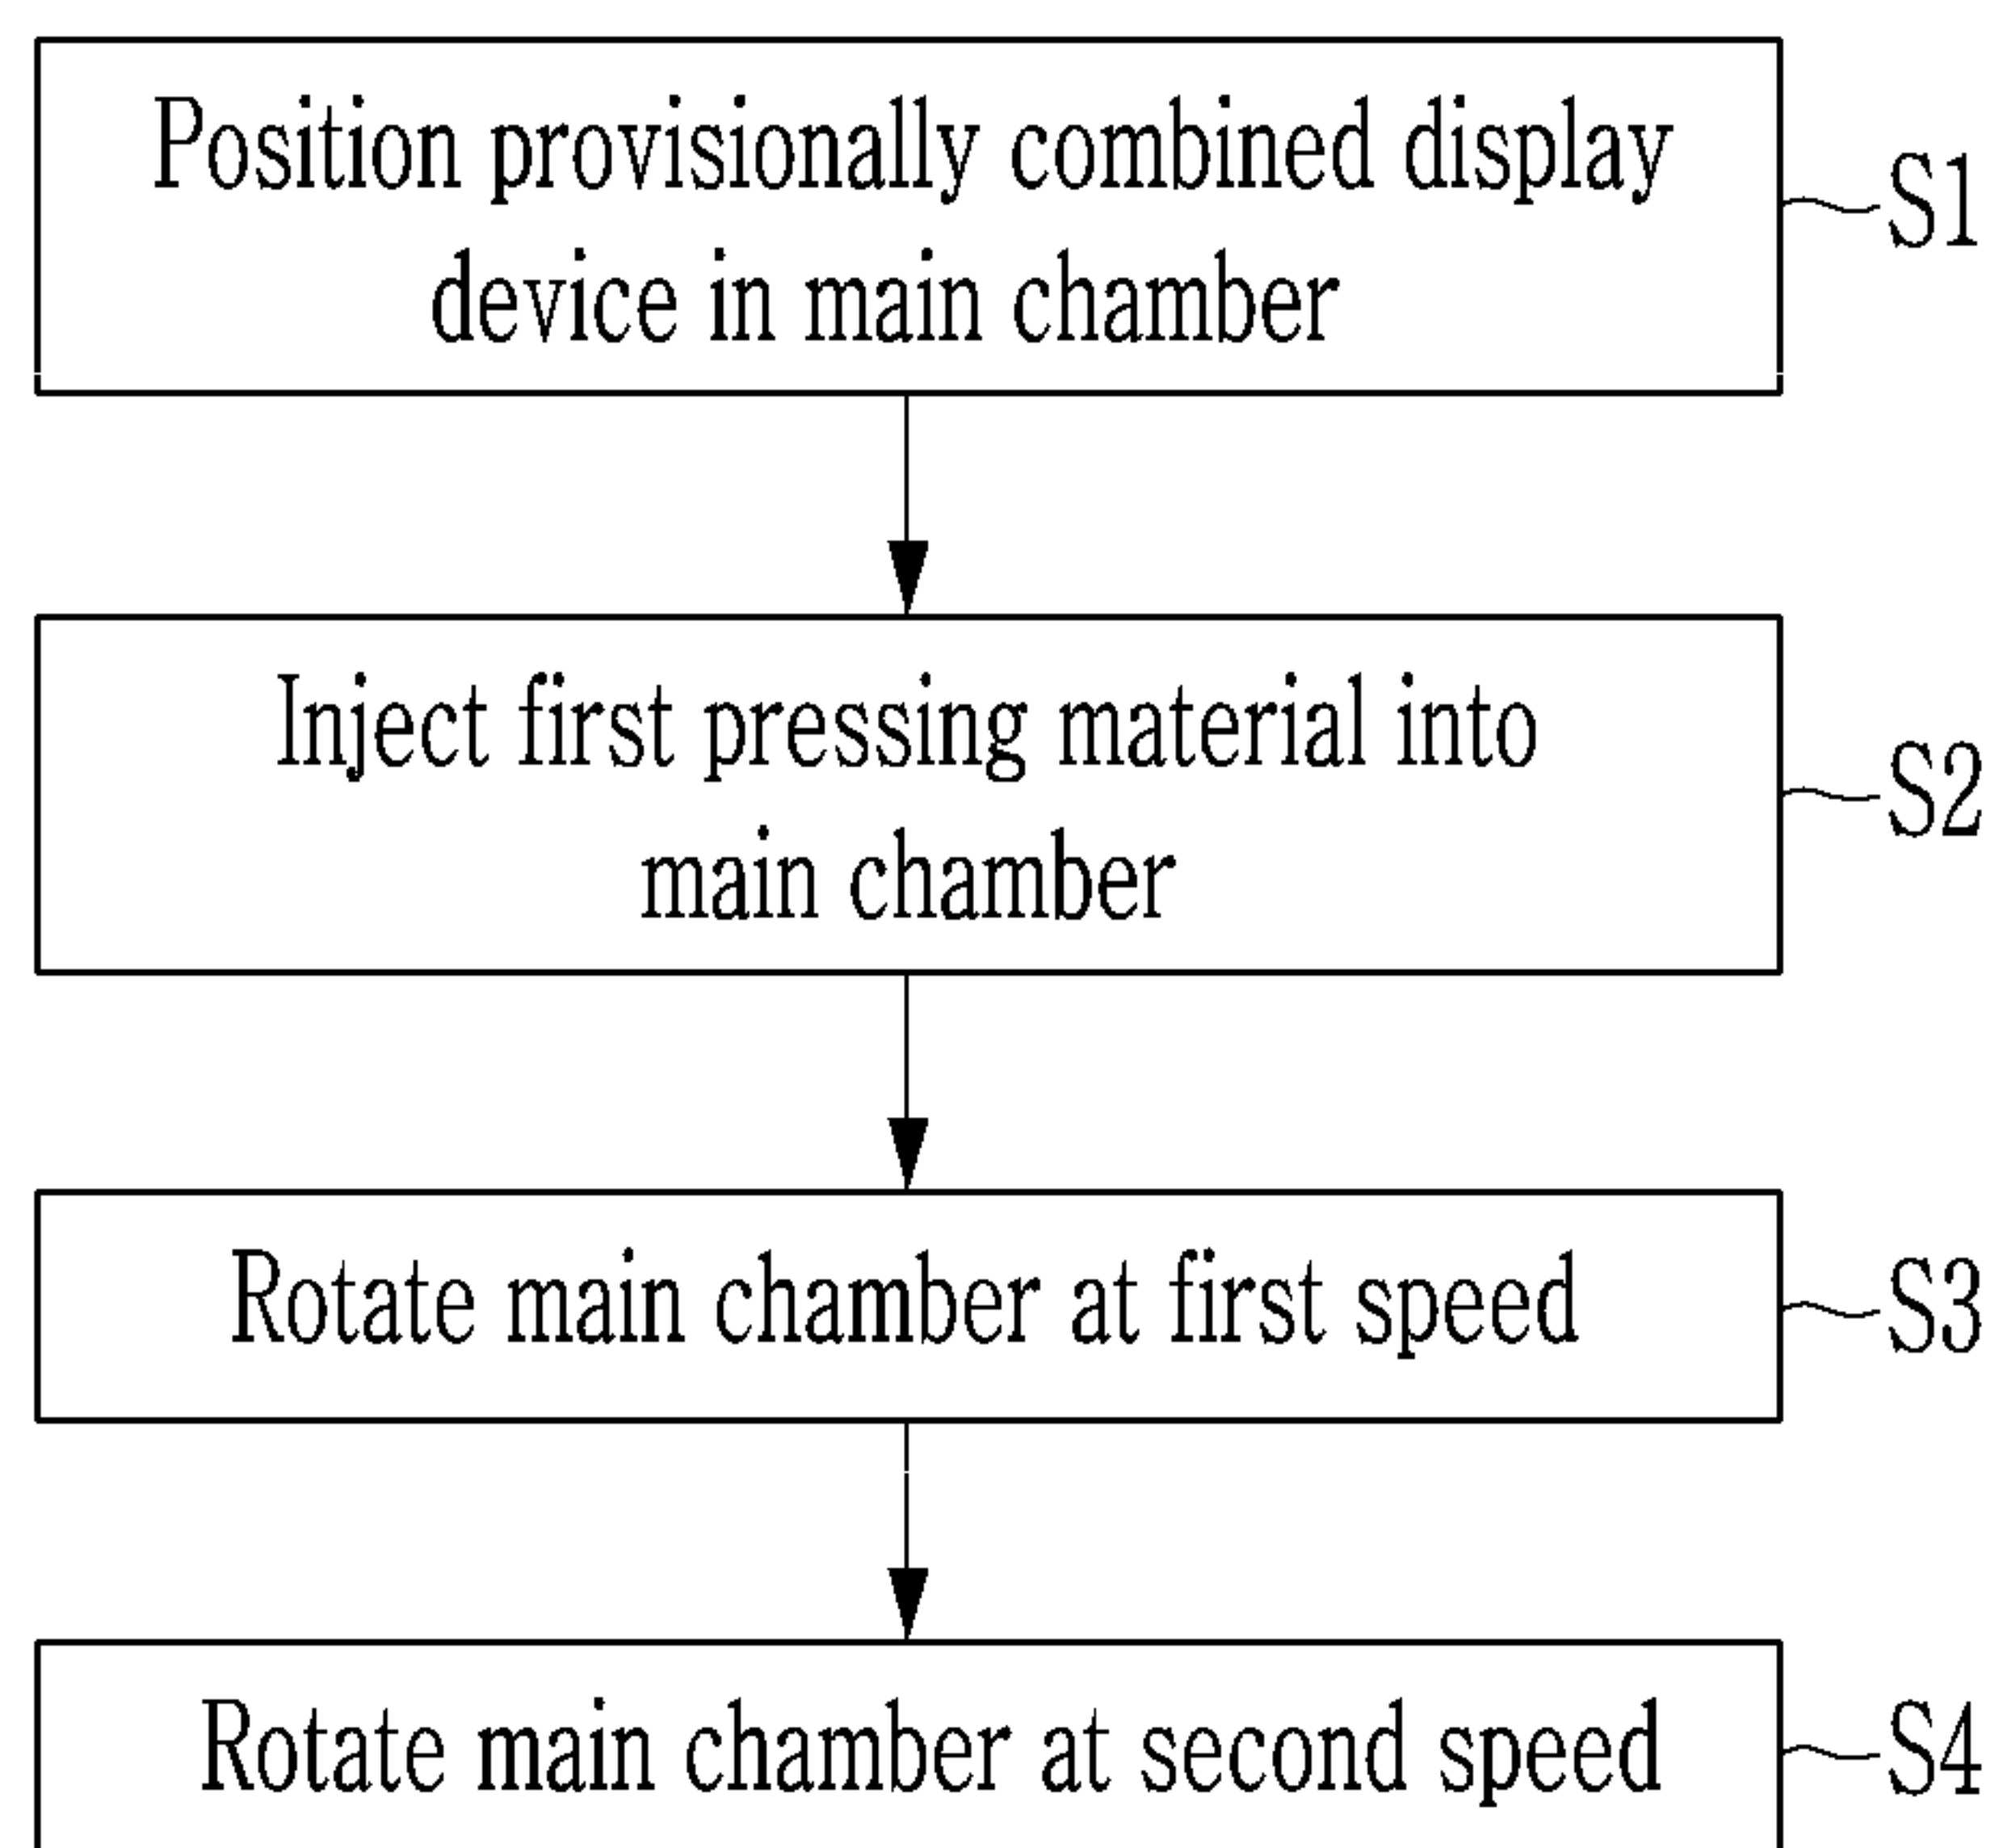 Position provisionally combined display
device in main chamber
S1
Inject first pressing material into
main chamber
S2
Rotate main chamber at first speed
S3
Rotate main chamber at second speed
S4